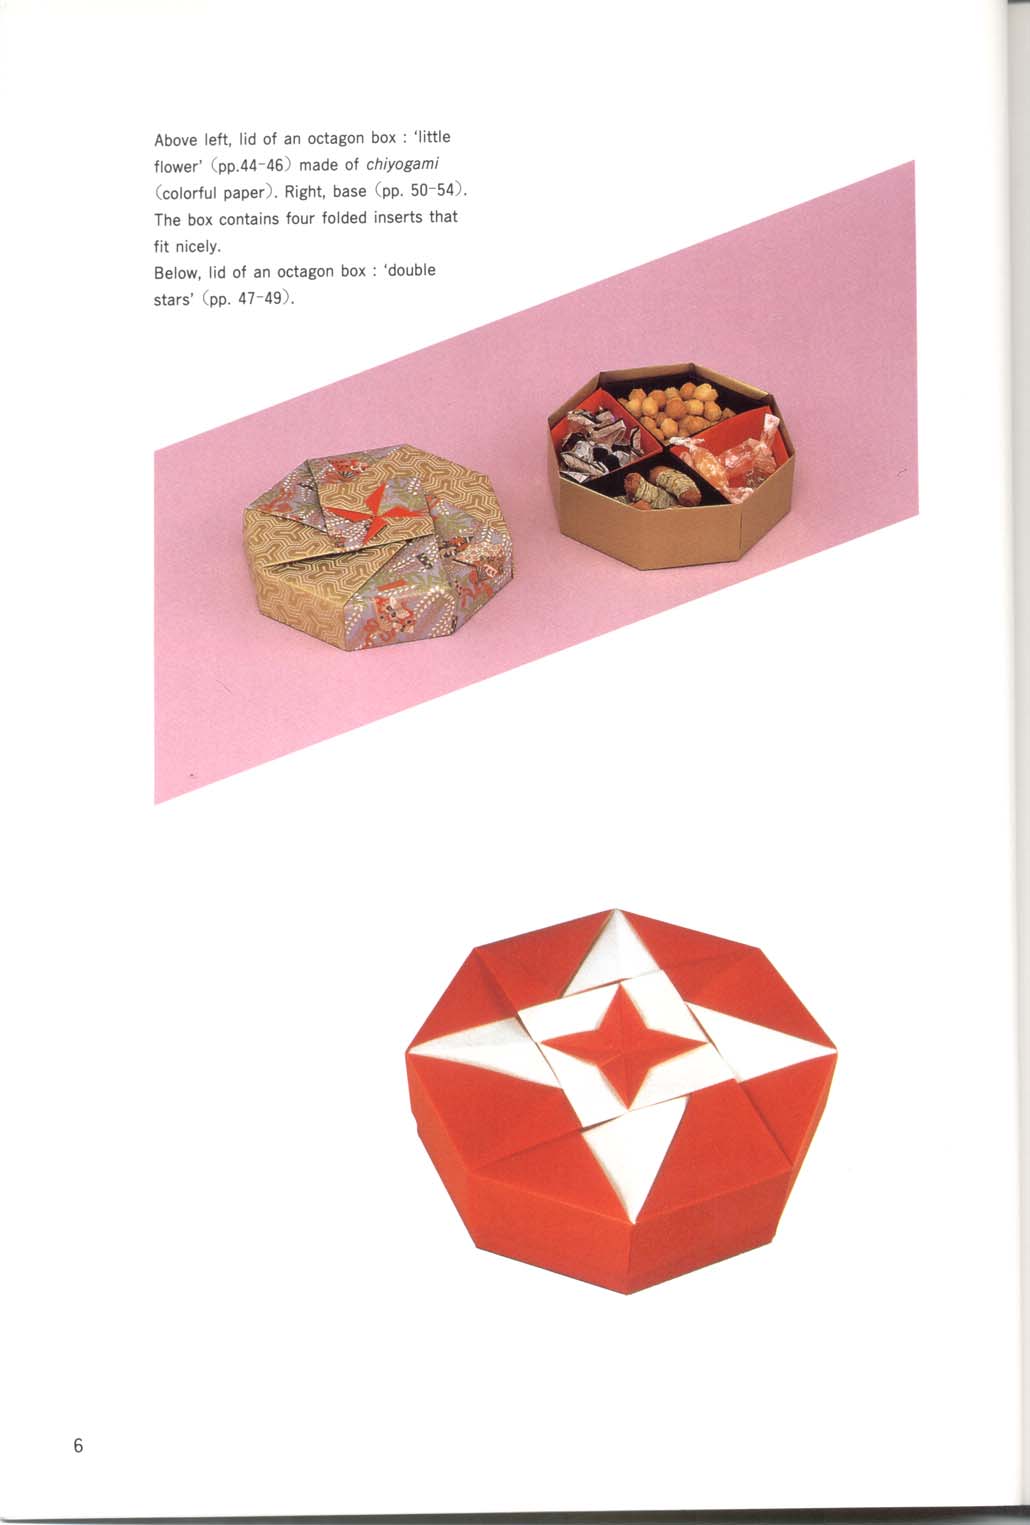 Above left, lid of an octagon box : ‘little
flower’ (pp.44-46) made of chiyogami
(colorful paper). Right, base (pp. 50-54).
The box contains four folded inserts that
fit nicely.
Below, lid of an octagon box : ‘double
stars’ (pp. 47-49).
6